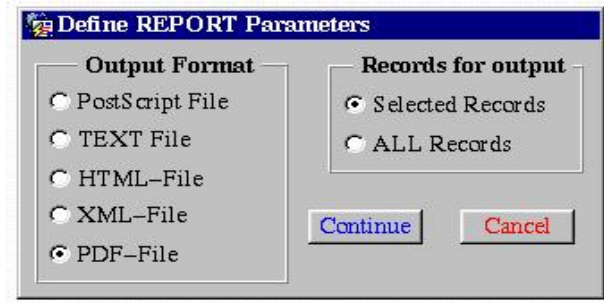 Define REPORT Parameters
Output Format
PostScript File
TEXT File
HTML-File
XML-File
PDF-File
Records for output
Selected Records
ALL Records
Continue
Cancel